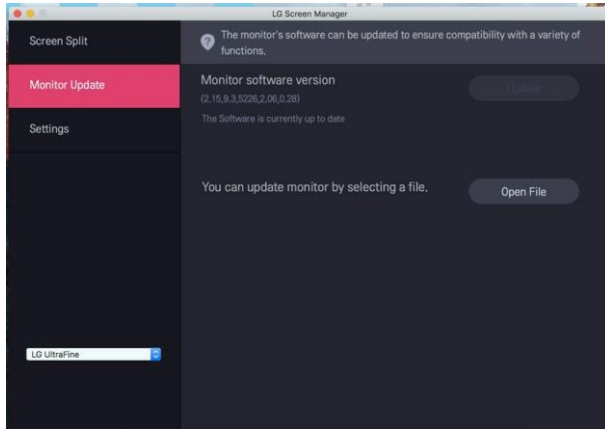 LG Screen Manager
Screen Split
The monitor's software can be updated to ensure compatibility with a variety of
functions.
Monitor Update
Monitor software version
(2,15,9.3,5226,2.06,0.28)
Update
The Software is currently up to date
Settings
You can update monitor by selecting a file.
Open File
LG UltraFine